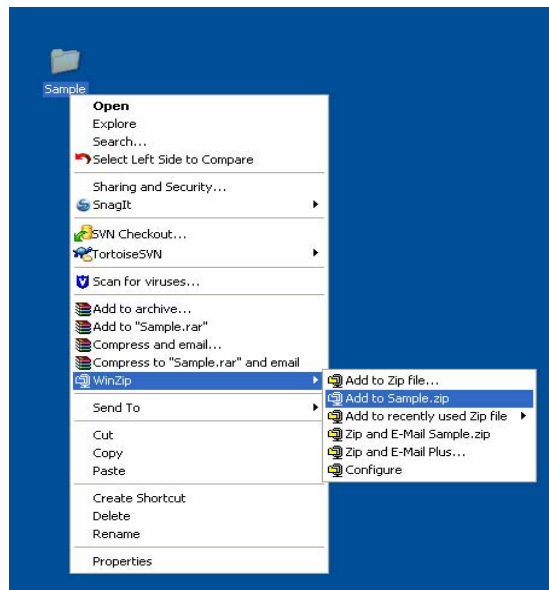 Sample
Open
Explore
Search...
Select Left Side to Compare
Sharing and Security...
SnagIt
SVN Checkout...
TortoiseSVN
Scan for viruses...
Add to archive...
Add to "Sample.rar"
Compress and email...
Compress to "Sample.rar" and email
WinZip
Send To
Cut
Copy
Paste
Create Shortcut
Delete
Rename
Properties
Add to Zip file...
Add to Sample.zip
Add to recently used Zip file
Zip and E-Mail Sample.zip
Zip and E-Mail Plus...
Configure